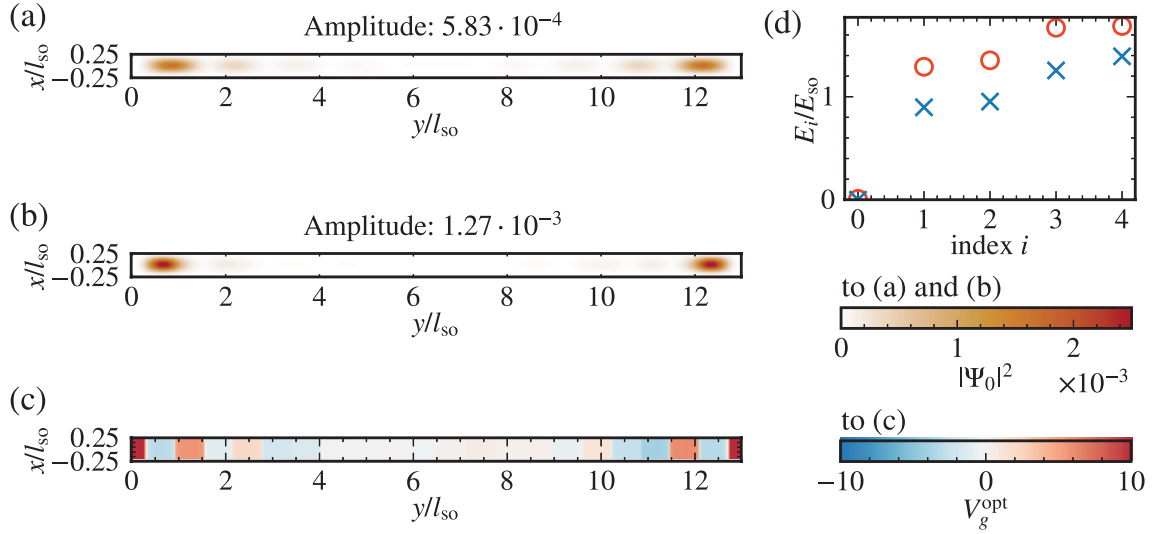 (a)
Amplitude: 5.83 · 10⁻⁴
x/lₛₒ
0.25
−0.25
0 2 4 6 8 10 12
y/lₛₒ
(b)
Amplitude: 1.27 · 10⁻³
x/lₛₒ
0.25
−0.25
0 2 4 6 8 10 12
y/lₛₒ
(c)
x/lₛₒ
0.25
−0.25
0 2 4 6 8 10 12
y/lₛₒ
(d)
Eᵢ/Eₛₒ
1
0
0 1 2 3 4
index i
to (a) and (b)
0 1 2
|Ψ₀|²
×10⁻³
to (c)
−10 0 10
V_g^opt